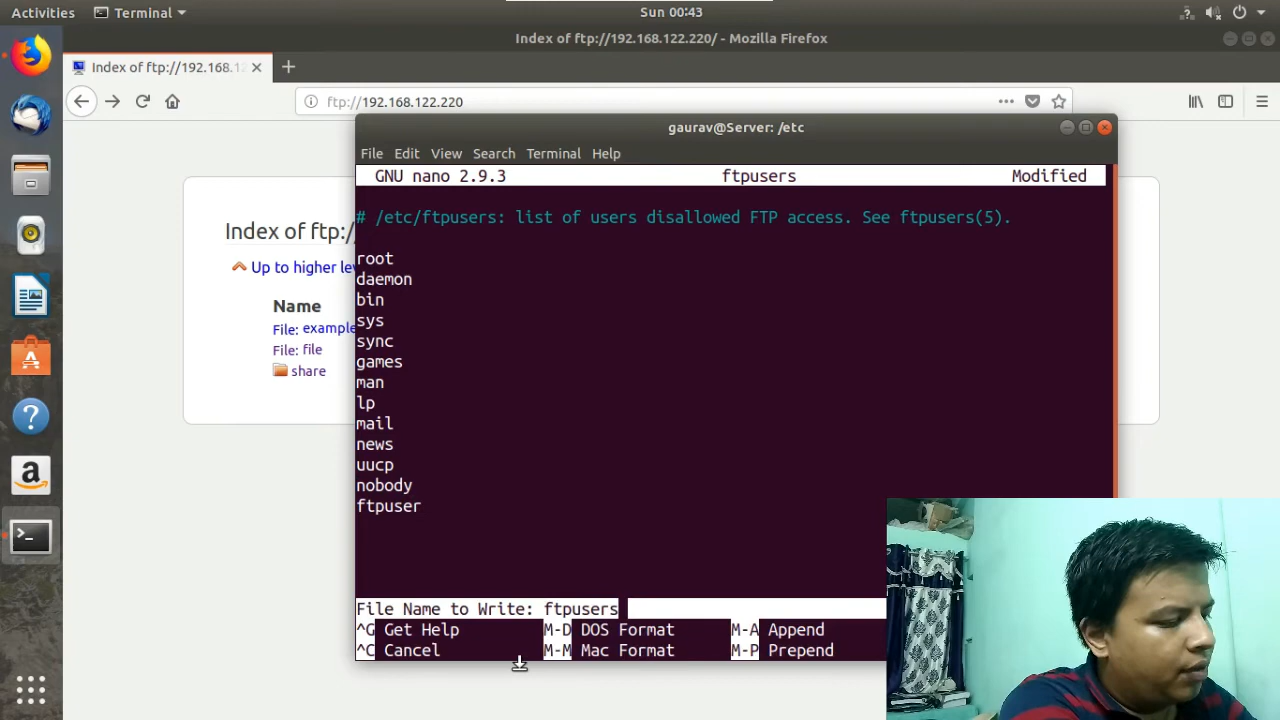 Activities
Terminal
Sun 00:43
Index of ftp://192.168.122.220/ - Mozilla Firefox
Index of ftp://192.168.12
ftp://192.168.122.220
gaurav@Server: /etc
File Edit View Search Terminal Help
GNU nano 2.9.3 ftpusers Modified
# /etc/ftpusers: list of users disallowed FTP access. See ftpusers(5).
Index of ftp:/
Up to higher lev
Name
File: example
File: file
share
root
daemon
bin
sys
sync
games
man
lp
mail
news
uucp
nobody
ftpuser
File Name to Write: ftpusers
^G Get Help M-D DOS Format M-A Append
^C Cancel M-M Mac Format M-P Prepend